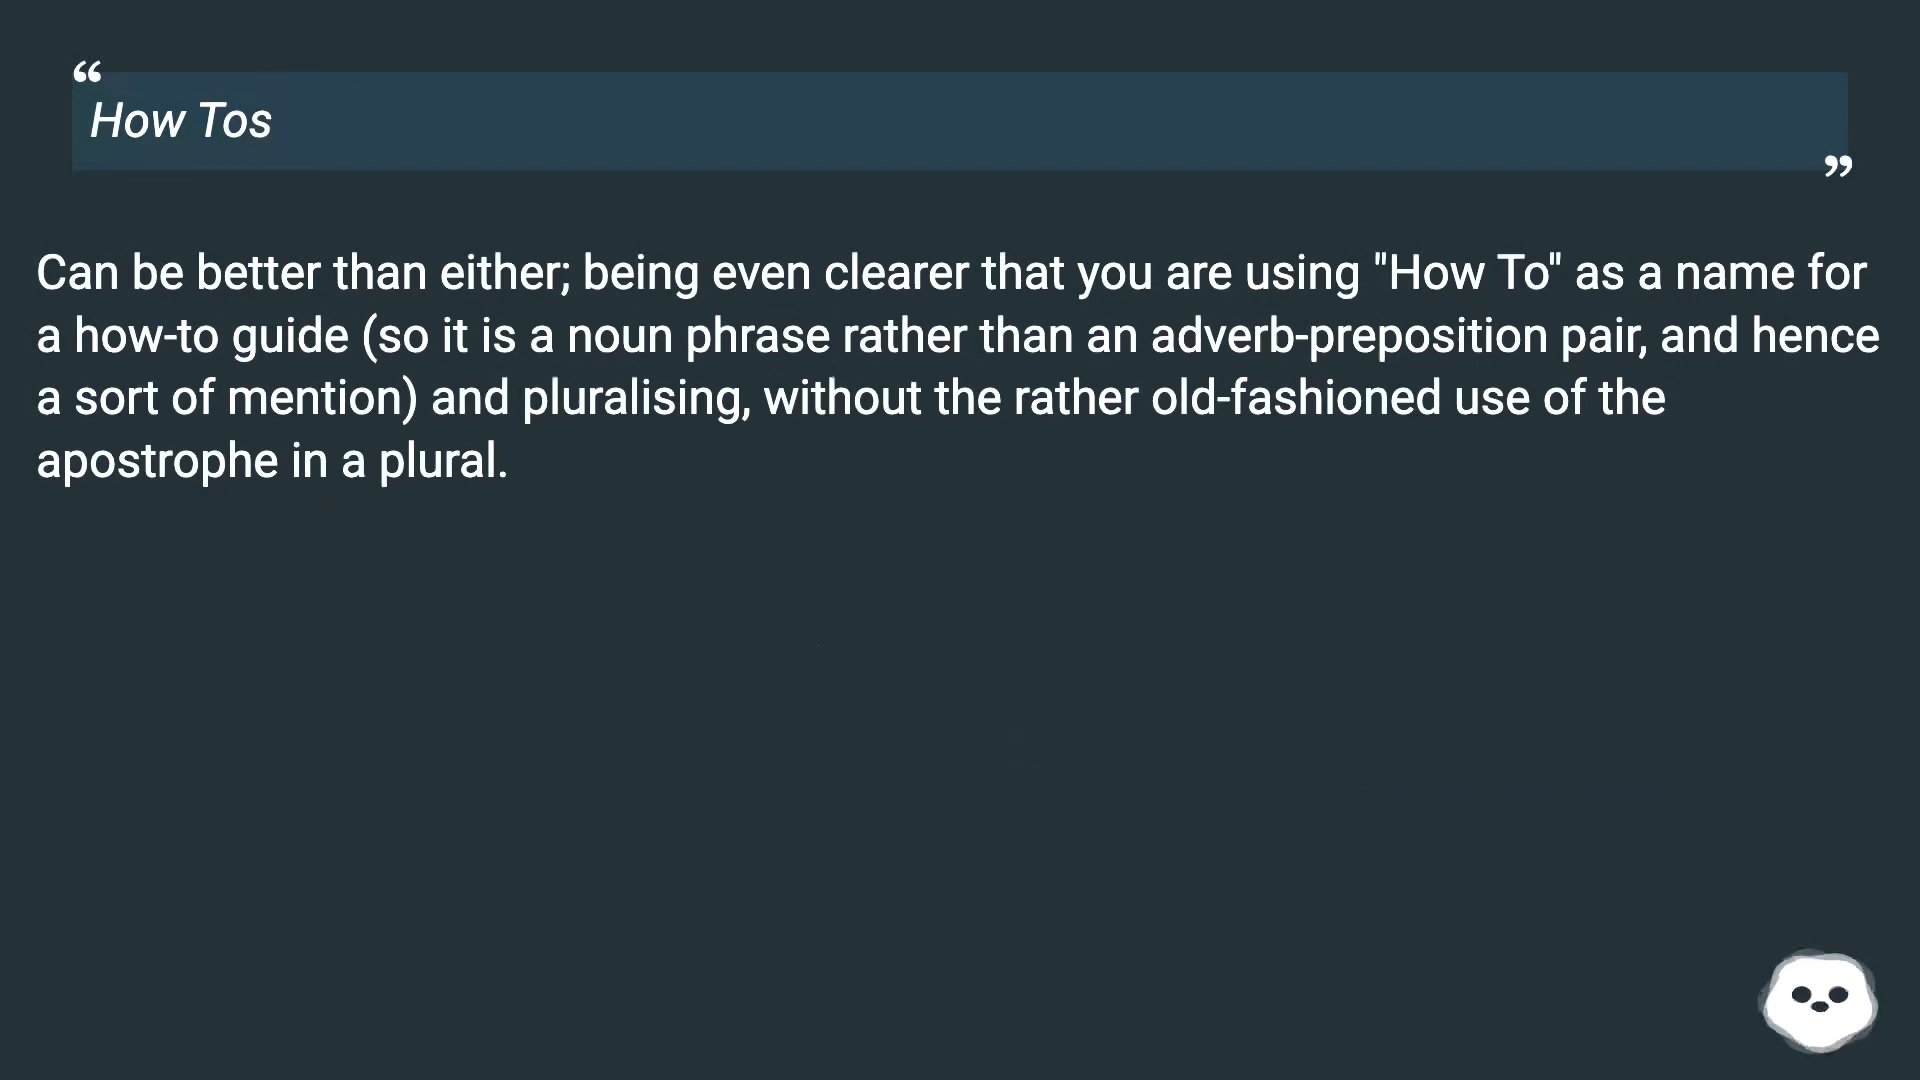 “
How Tos
”
Can be better than either; being even clearer that you are using "How To" as a name for
a how-to guide (so it is a noun phrase rather than an adverb-preposition pair, and hence
a sort of mention) and pluralising, without the rather old-fashioned use of the
apostrophe in a plural.